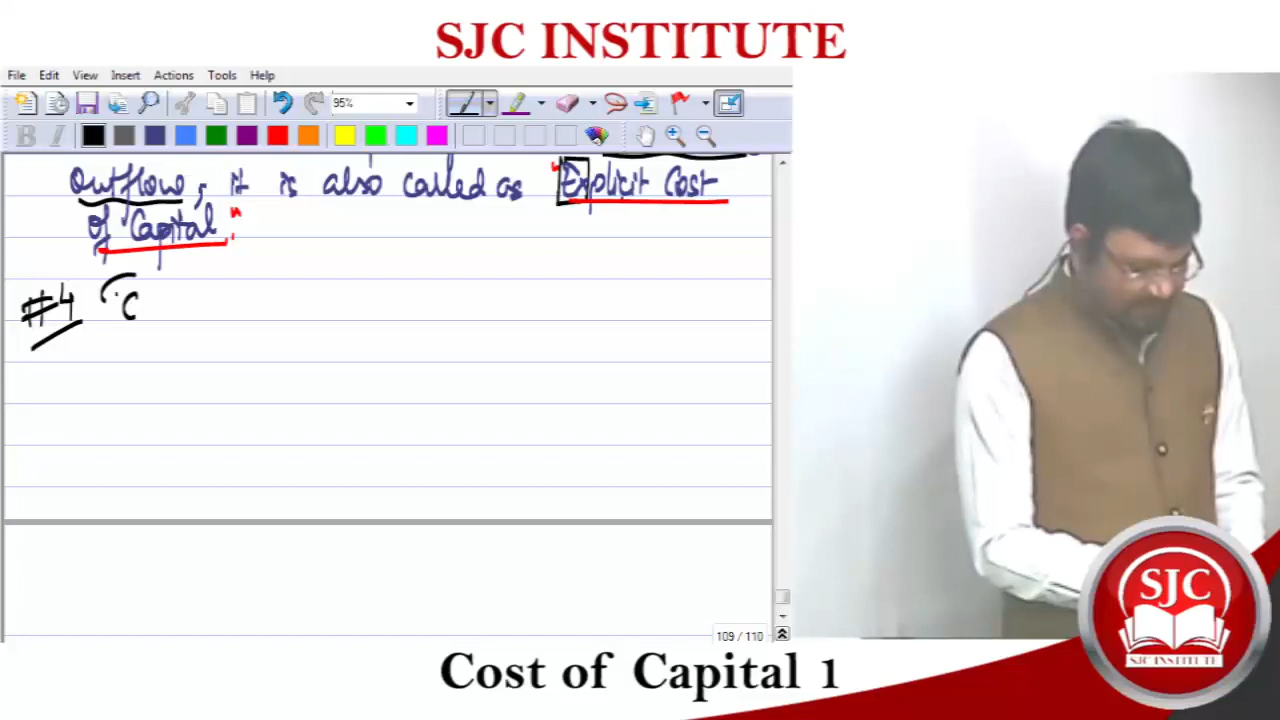 SJC INSTITUTE
File Edit View Insert Actions Tools Help
95%
B I
Outflow, it is also called as "Explicit Cost
of Capital".
#4 C
109 / 110
SJC
SJC INSTITUTE
Cost of Capital 1